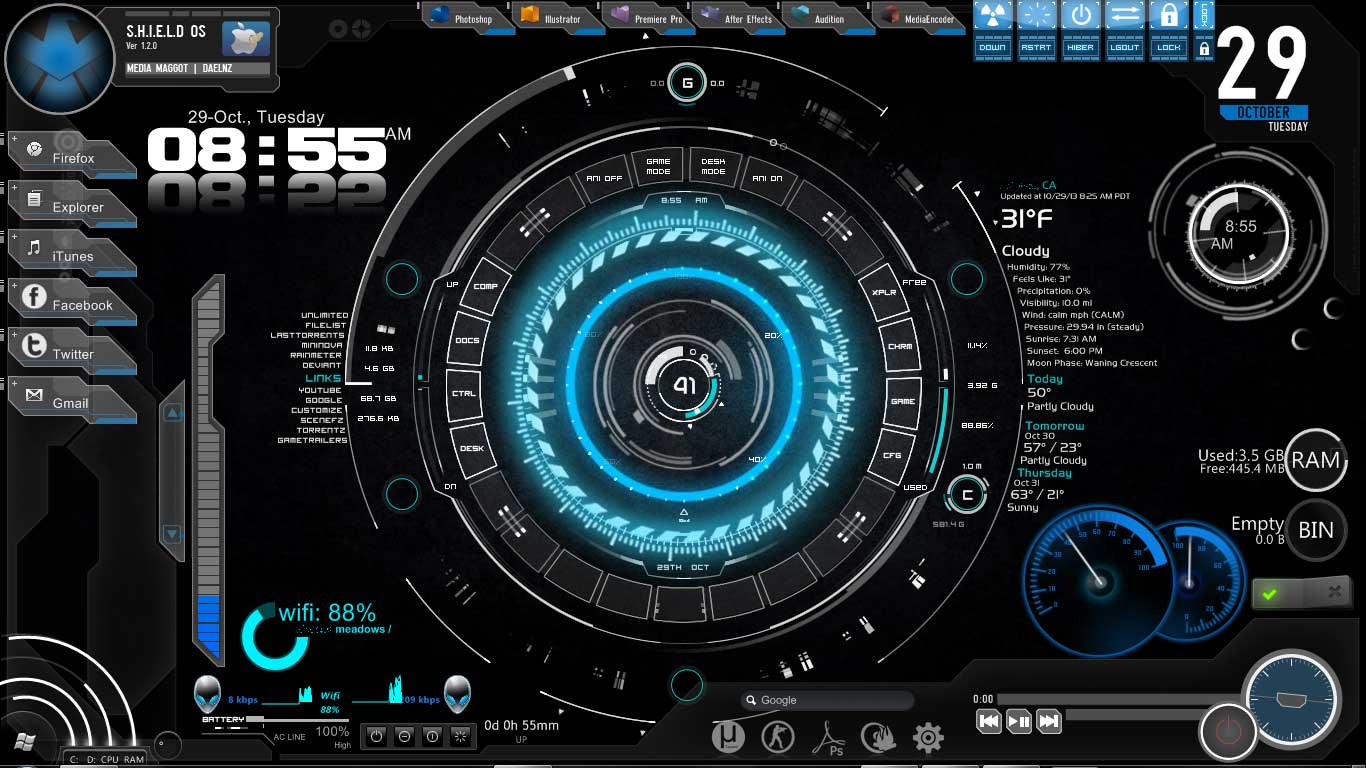 S.H.I.E.L.D OS
Ver 1.2.0
MEDIA MAGGOT | DAELNZ
Photoshop
Illustrator
Premiere Pro
After Effects
Audition
MediaEncoder
DOWN
RSTRT
HIBER
LGOUT
LOCK
LOCK
29
OCTOBER
TUESDAY
29-Oct., Tuesday
08:55 AM
Firefox
Explorer
iTunes
Facebook
Twitter
Gmail
0.0
G
0.0
ANI OFF
GAME MODE
DESK MODE
ANI ON
8:55 AM
UP
COMP
DOCS
CTRL
DESK
DN
XPLR
Free
CHRM
GAME
CFG
USED
20%
40%
41
29TH OCT
UNLIMITED
FILELIST
LASTTORRENTS
MININOVA
RAINMETER
DEVIANT
LINKS
YOUTUBE
GOOGLE
CUSTOMIZE
SCENEFZ
TORRENTZ
GAMETRAILERS
11.8 KB
4.6 GB
68.7 GB
276.6 KB
11.14%
3.92 G
88.86%
1.0 m
C
581.4 G
CA
Updated at 10/29/13 8:25 AM PDT
31°F
Cloudy
Humidity: 77%
Feels Like: 31°
Precipitation: 0%
Visibility: 10.0 mi
Wind: calm mph (CALM)
Pressure: 29.94 in (steady)
Sunrise: 7:31 AM
Sunset: 6:00 PM
Moon Phase: Waning Crescent
Today
50°
Partly Cloudy
Tomorrow
Oct 30
57° / 23°
Partly Cloudy
Thursday
Oct 31
63° / 21°
Sunny
8:55
AM
Used:3.5 GB
Free:445.4 MB
RAM
Empty
0.0 B
BIN
wifi: 88%
meadows /
8 kbps
Wifi
88%
09 kbps
BATTERY
AC LINE
100%
High
0d 0h 55mm
UP
Google
Ps
0:00
C: D: CPU RAM